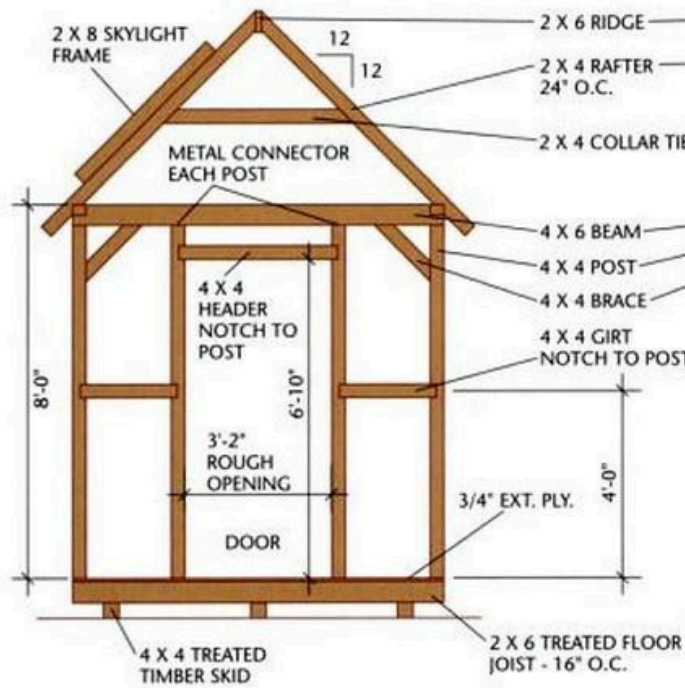 2 X 8 SKYLIGHT
FRAME
12
12
2 X 6 RIDGE
2 X 4 RAFTER
24" O.C.
2 X 4 COLLAR TIE
METAL CONNECTOR
EACH POST
4 X 6 BEAM
4 X 4 POST
4 X 4 BRACE
4 X 4
HEADER
NOTCH TO
POST
4 X 4 GIRT
NOTCH TO POST
8'-0"
6'-10"
3'-2"
ROUGH
OPENING
4'-0"
3/4" EXT. PLY.
DOOR
4 X 4 TREATED
TIMBER SKID
2 X 6 TREATED FLOOR
JOIST - 16" O.C.